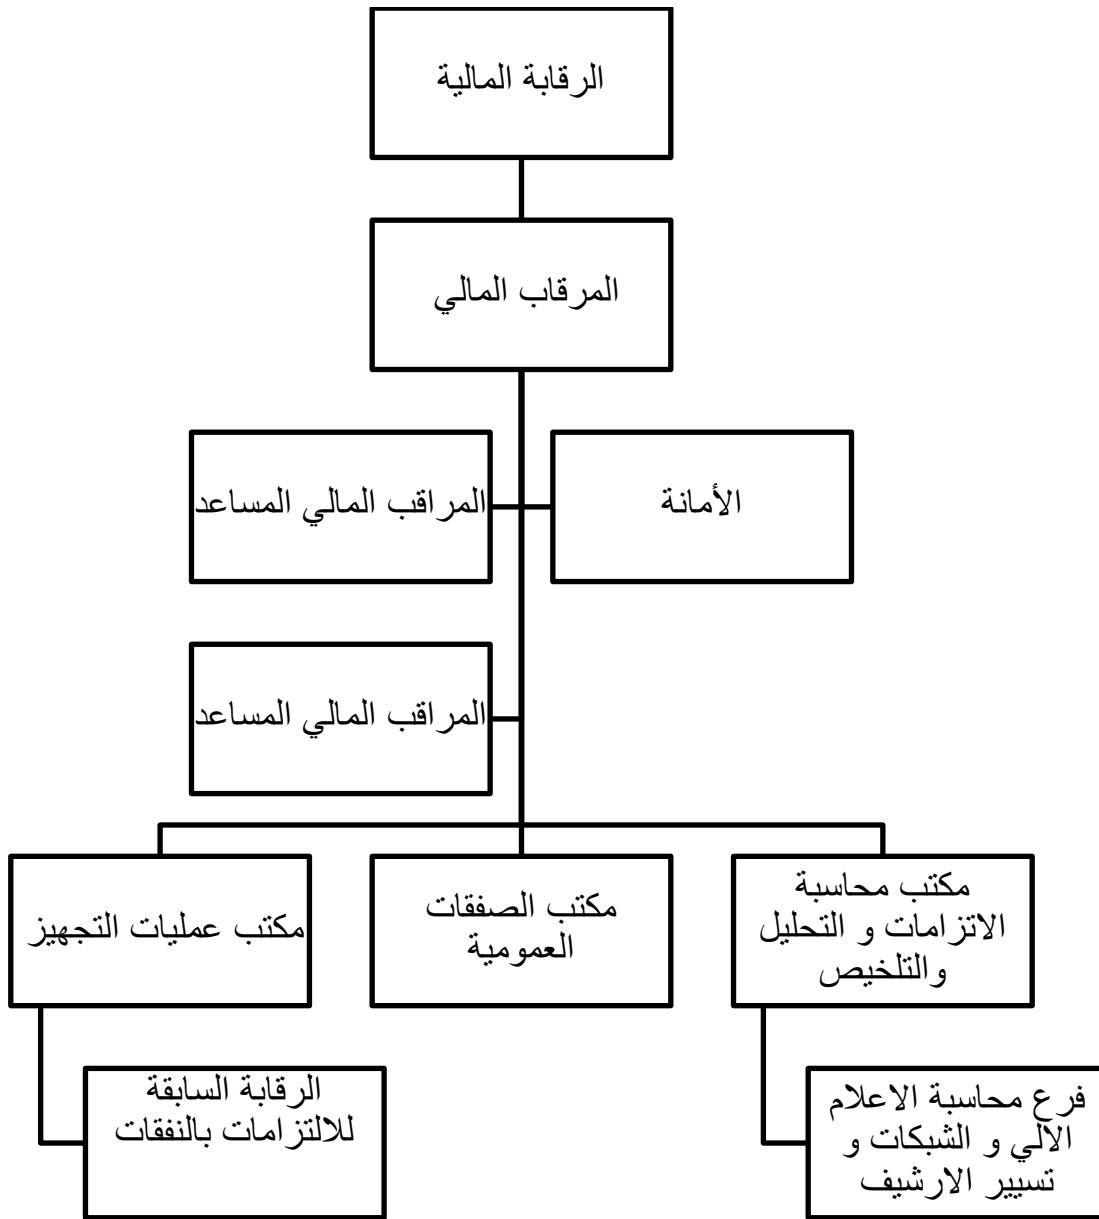 الرقابة المالية
المرقاب المالي
الأمانة
المراقب المالي المساعد
المراقب المالي المساعد
مكتب محاسبة
الاتزامات و التحليل
والتلخيص
مكتب الصفقات
العمومية
مكتب عمليات التجهيز
فرع محاسبة الاعلام
الالي و الشبكات و
تسيير الارشيف
الرقابة السابقة
للالتزامات بالنفقات